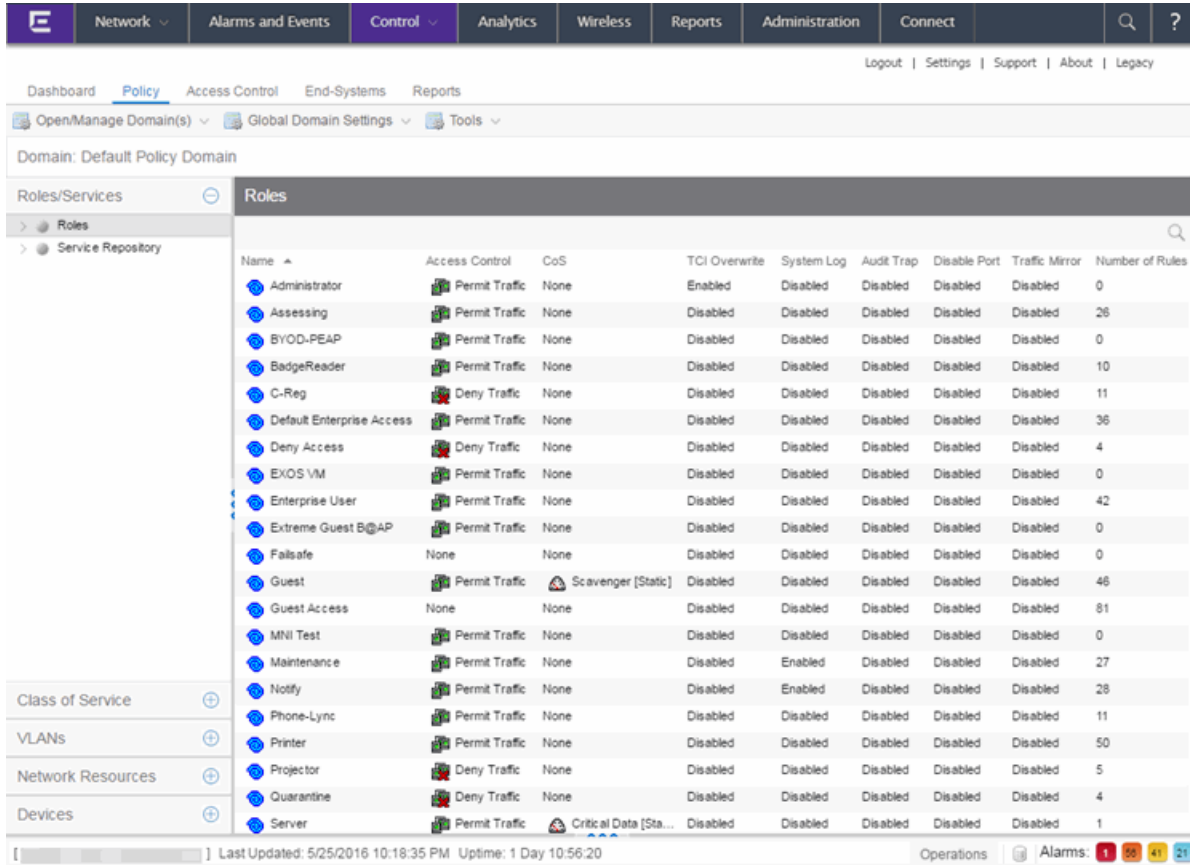 Network Alarms and Events Control Analytics Wireless Reports Administration Connect ?
Logout | Settings | Support | About | Legacy
Dashboard Policy Access Control End-Systems Reports
Open/Manage Domain(s) Global Domain Settings Tools
Domain: Default Policy Domain
Roles/Services
Roles
Service Repository
Class of Service
VLANs
Network Resources
Devices
Roles
Name Access Control CoS TCI Overwrite System Log Audit Trap Disable Port Traffic Mirror Number of Rules
Administrator Permit Traffic None Enabled Disabled Disabled Disabled Disabled 0
Assessing Permit Traffic None Disabled Disabled Disabled Disabled Disabled 26
BYOD-PEAP Permit Traffic None Disabled Disabled Disabled Disabled Disabled 0
BadgeReader Permit Traffic None Disabled Disabled Disabled Disabled Disabled 10
C-Reg Deny Traffic None Disabled Disabled Disabled Disabled Disabled 11
Default Enterprise Access Permit Traffic None Disabled Disabled Disabled Disabled Disabled 36
Deny Access Deny Traffic None Disabled Disabled Disabled Disabled Disabled 4
EXOS VM Permit Traffic None Disabled Disabled Disabled Disabled Disabled 0
Enterprise User Permit Traffic None Disabled Disabled Disabled Disabled Disabled 42
Extreme Guest B@AP Permit Traffic None Disabled Disabled Disabled Disabled Disabled 0
Failsafe None None Disabled Disabled Disabled Disabled Disabled 0
Guest Permit Traffic Scavenger [Static] Disabled Disabled Disabled Disabled Disabled 46
Guest Access None None Disabled Disabled Disabled Disabled Disabled 81
MNI Test Permit Traffic None Disabled Disabled Disabled Disabled Disabled 0
Maintenance Permit Traffic None Disabled Enabled Disabled Disabled Disabled 27
Notify Permit Traffic None Disabled Enabled Disabled Disabled Disabled 28
Phone-Lync Permit Traffic None Disabled Disabled Disabled Disabled Disabled 11
Printer Permit Traffic None Disabled Disabled Disabled Disabled Disabled 50
Projector Deny Traffic None Disabled Disabled Disabled Disabled Disabled 5
Quarantine Deny Traffic None Disabled Disabled Disabled Disabled Disabled 4
Server Permit Traffic Critical Data [Sta... Disabled Disabled Disabled Disabled Disabled 1
[ ] Last Updated: 5/25/2016 10:18:35 PM Uptime: 1 Day 10:56:20 Operations Alarms: 1 41 21